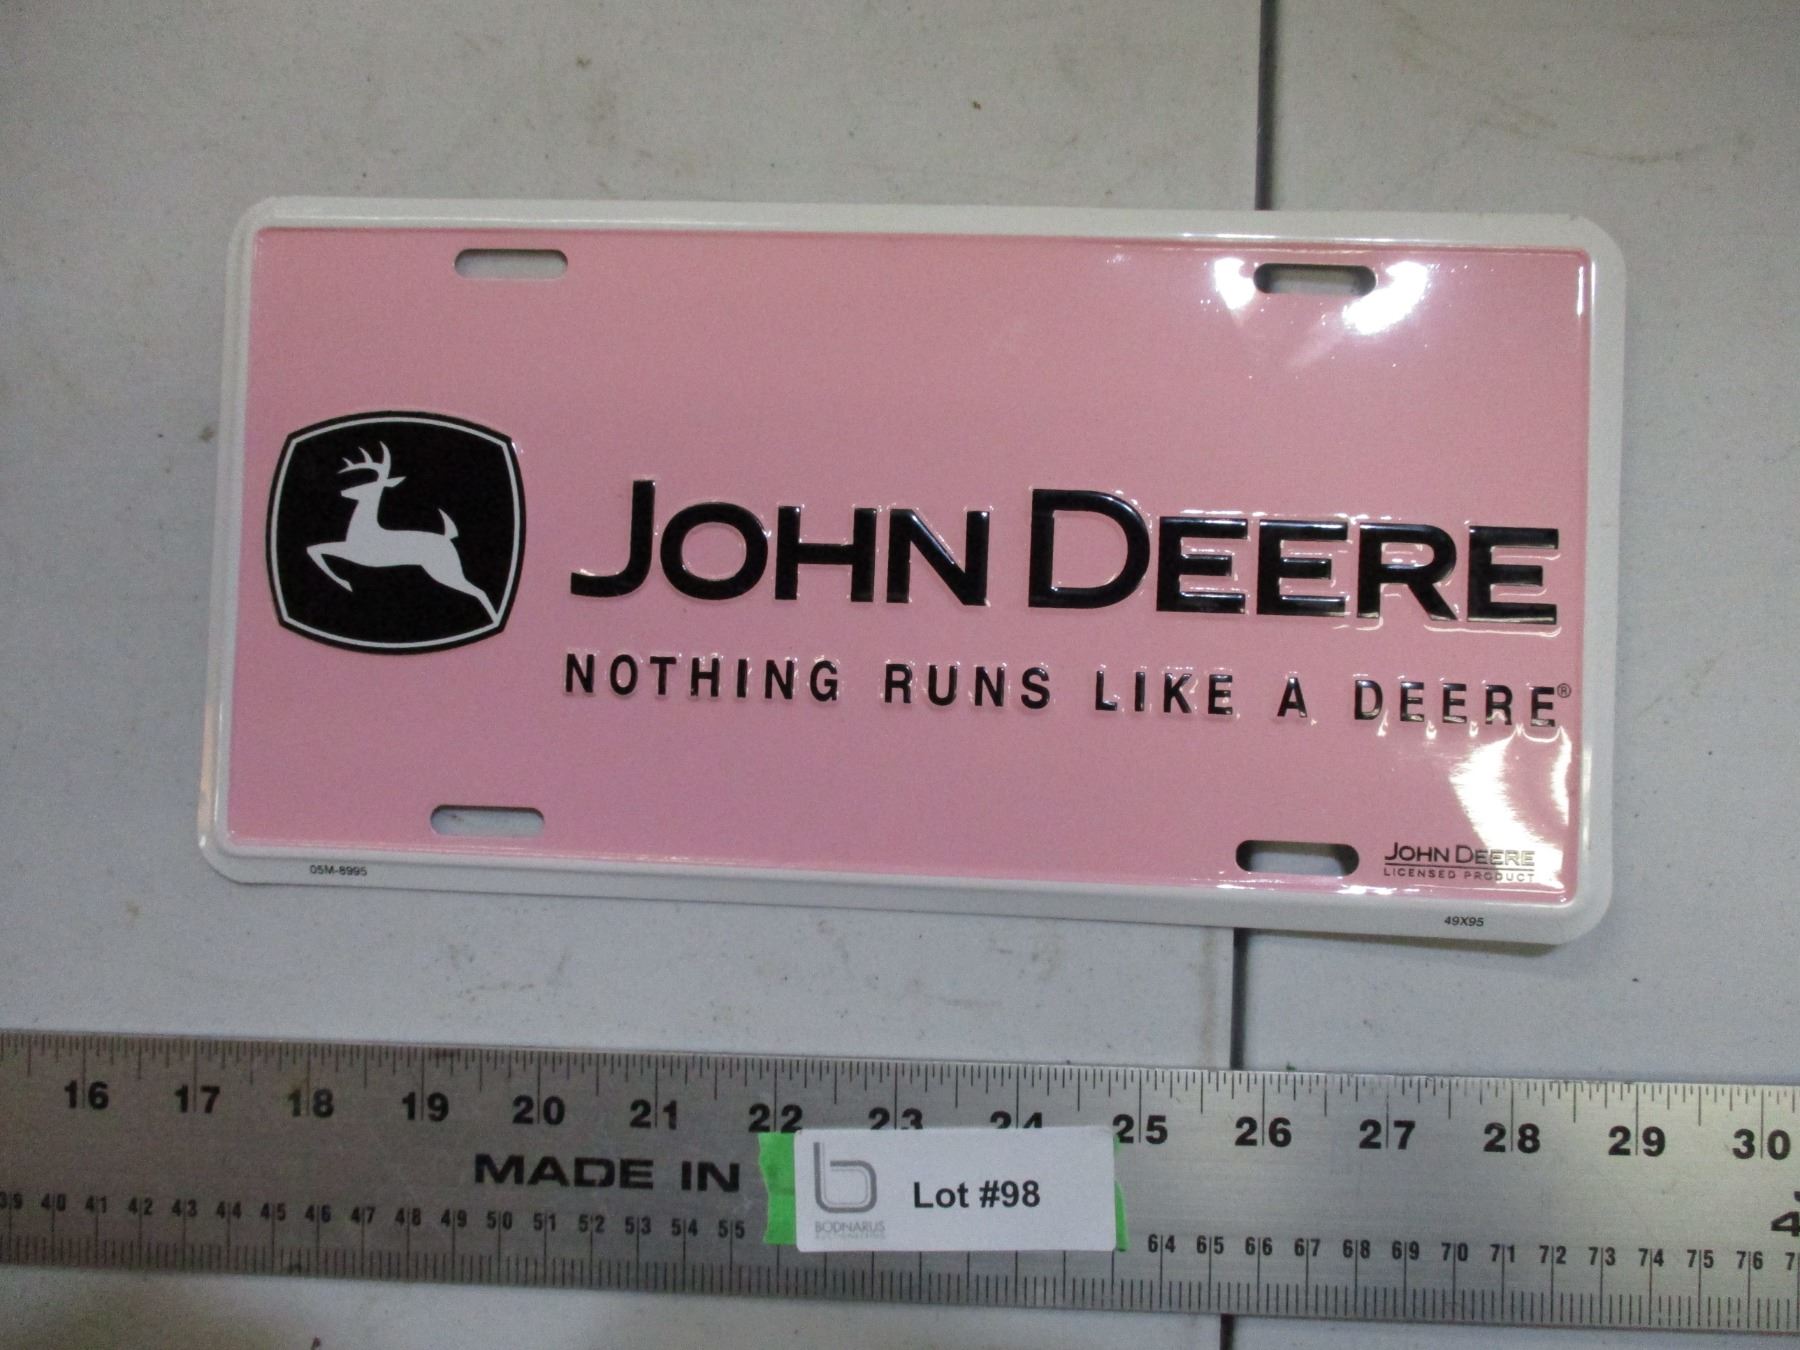 JOHN DEERE
NOTHING RUNS LIKE A DEERE®
JOHN DEERE
LICENSED PRODUCT
05M-8995
49X95
16 17 18 19 20 21 22 23 24 25 26 27 28 29 30
MADE IN
Lot #98
BODNARUS
39 40 41 42 43 44 45 46 47 48 49 50 51 52 53 54 55 64 65 66 67 68 69 70 71 72 73 74 75 76